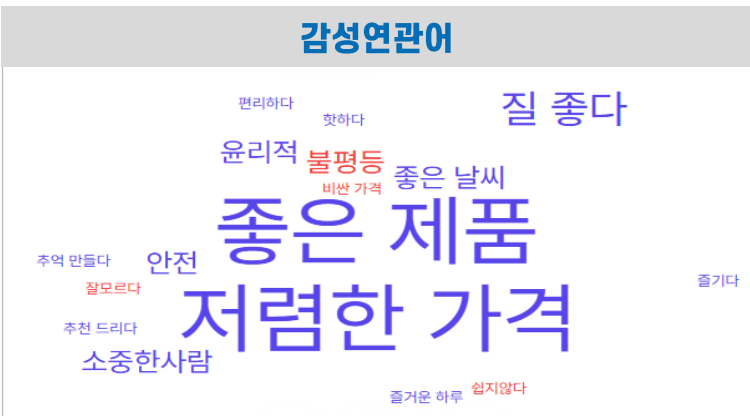 감성연관어
편리하다
질 좋다
핫하다
윤리적
불평등
좋은 날씨
비싼 가격
좋은 제품
추억 만들다
안전
즐기다
잘모르다
저렴한 가격
추천 드리다
소중한사람
쉽지않다
즐거운 하루